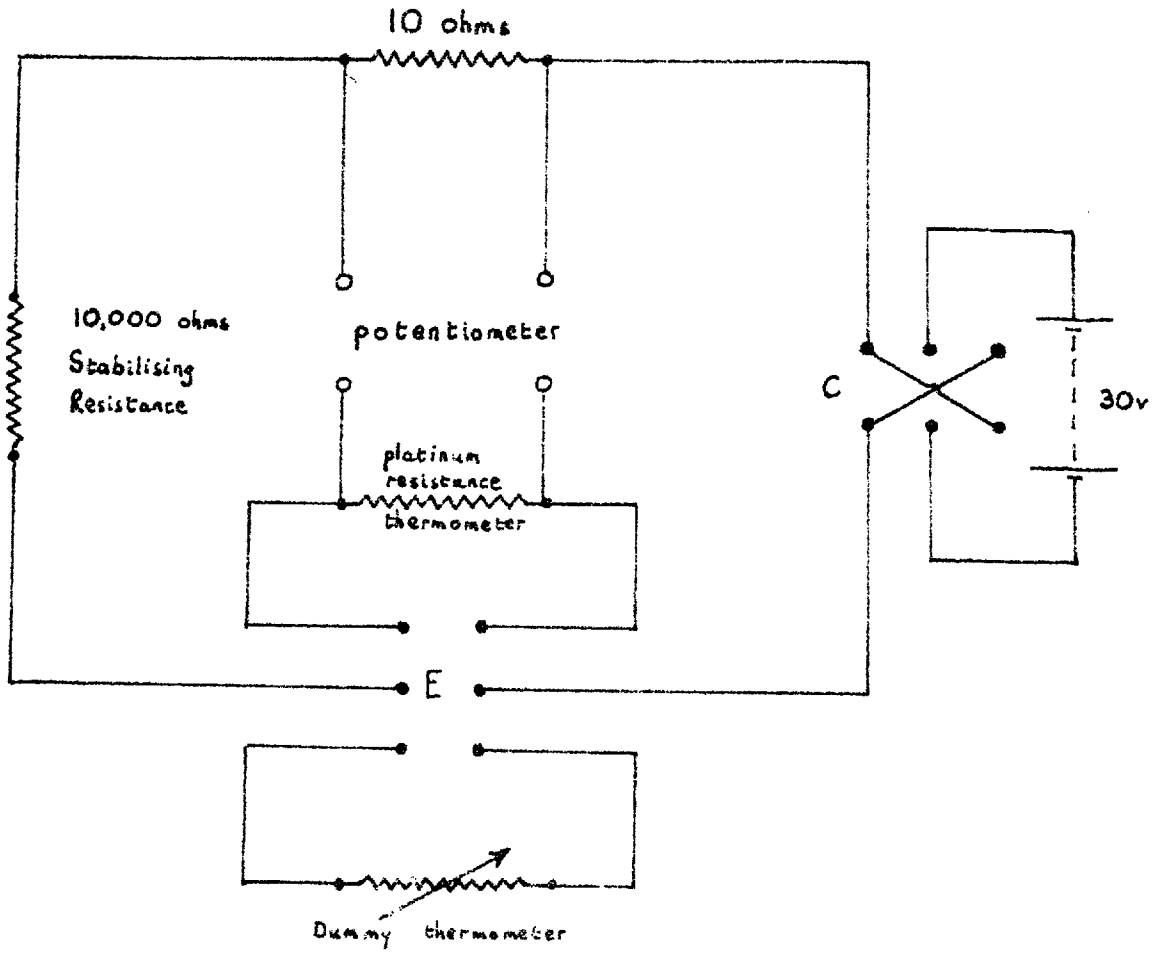 10 ohms
10,000 ohms
Stabilising
Resistance
potentiometer
C
30v
platinum
resistance
thermometer
E
Dummy thermometer